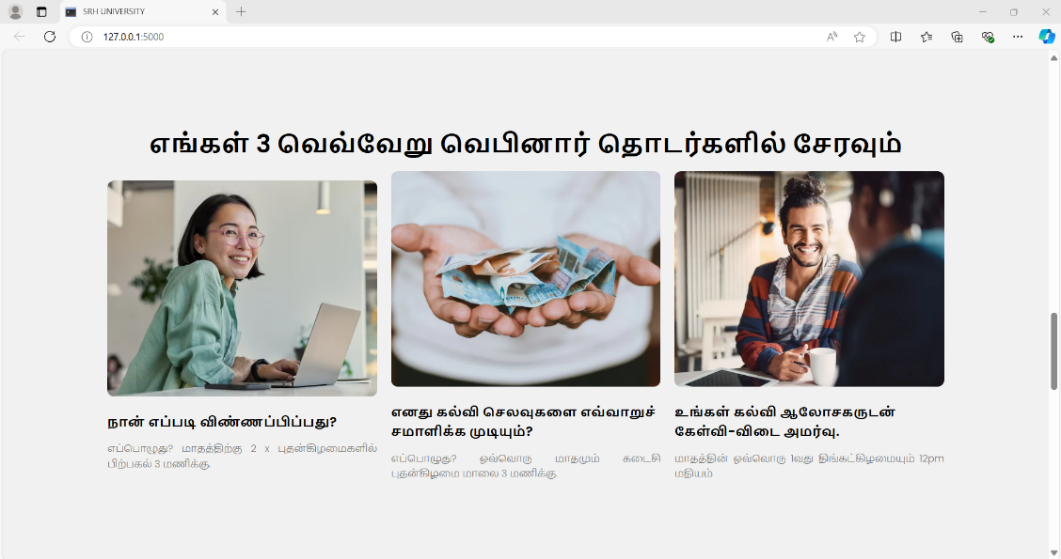 SRH UNIVERSITY
127.0.0.1:5000
எங்கள் 3 வெவ்வேறு வெபினார் தொடர்களில் சேரவும்
நான் எப்படி விண்ணப்பிப்பது?
எப்பொழுது? மாதத்திற்கு 2 x புதன்கிழமைகளில்
பிற்பகல் 3 மணிக்கு.
எனது கல்வி செலவுகளை எவ்வாறுச்
சமாளிக்க முடியும்?
எப்பொழுது? ஒவ்வொரு மாதமும் கடைசி
புதன்கிழமை மாலை 3 மணிக்கு.
உங்கள் கல்வி ஆலோசகருடன்
கேள்வி-விடை அமர்வு.
மாதத்தின் ஒவ்வொரு 1வது திங்கட்கிழமையும் 12pm
மதியம்